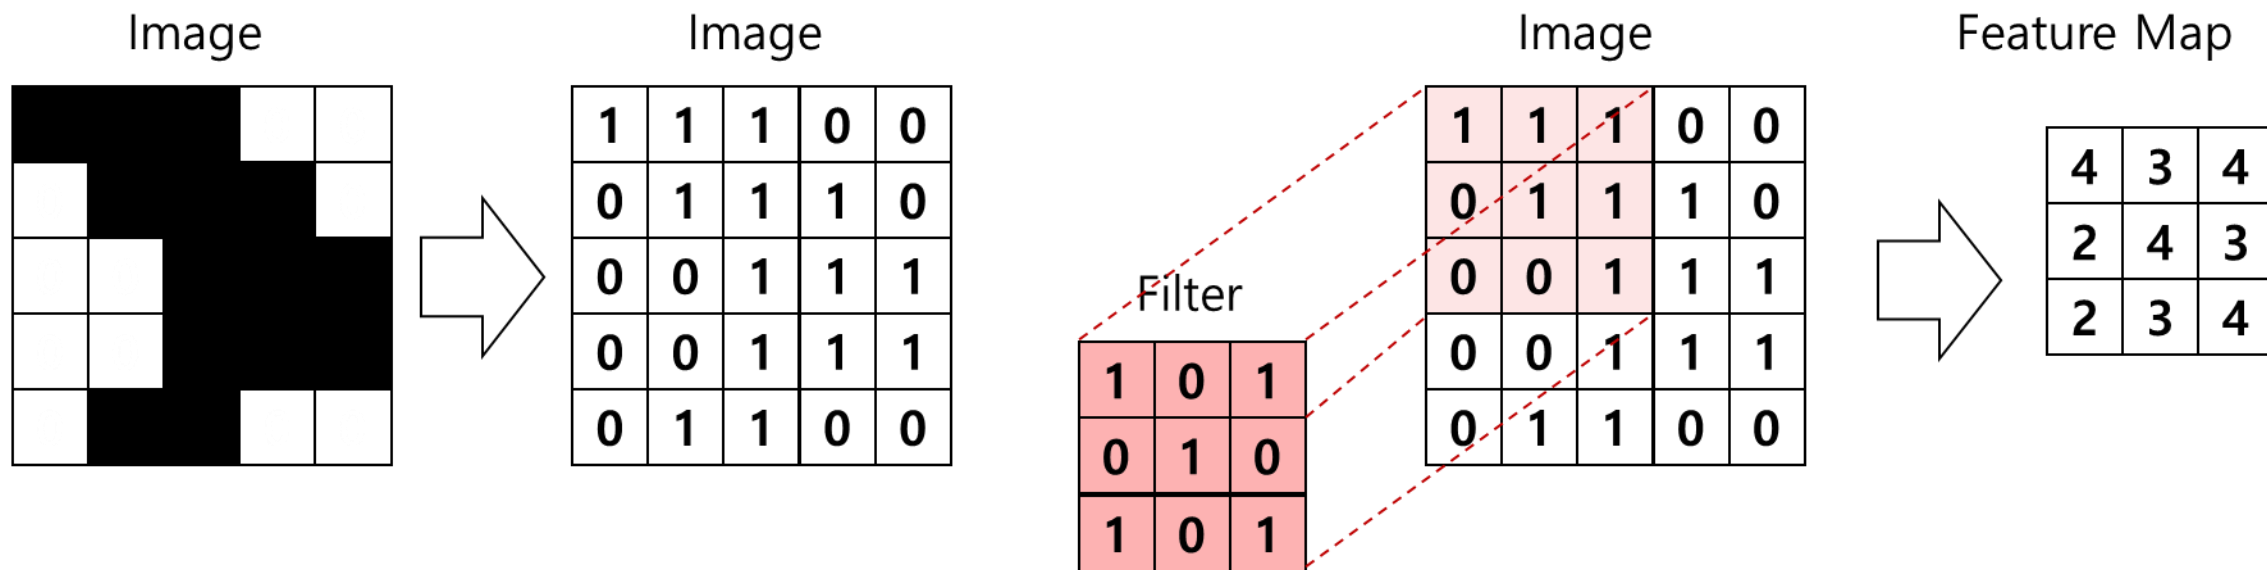 Image
Image
Image
Feature Map
1 1 1 0 0
0 1 1 1 0
0 0 1 1 1
0 0 1 1 1
0 1 1 0 0
Filter
1 0 1
0 1 0
1 0 1
1 1 1 0 0
0 1 1 1 0
0 0 1 1 1
0 0 1 1 1
0 1 1 0 0
4 3 4
2 4 3
2 3 4